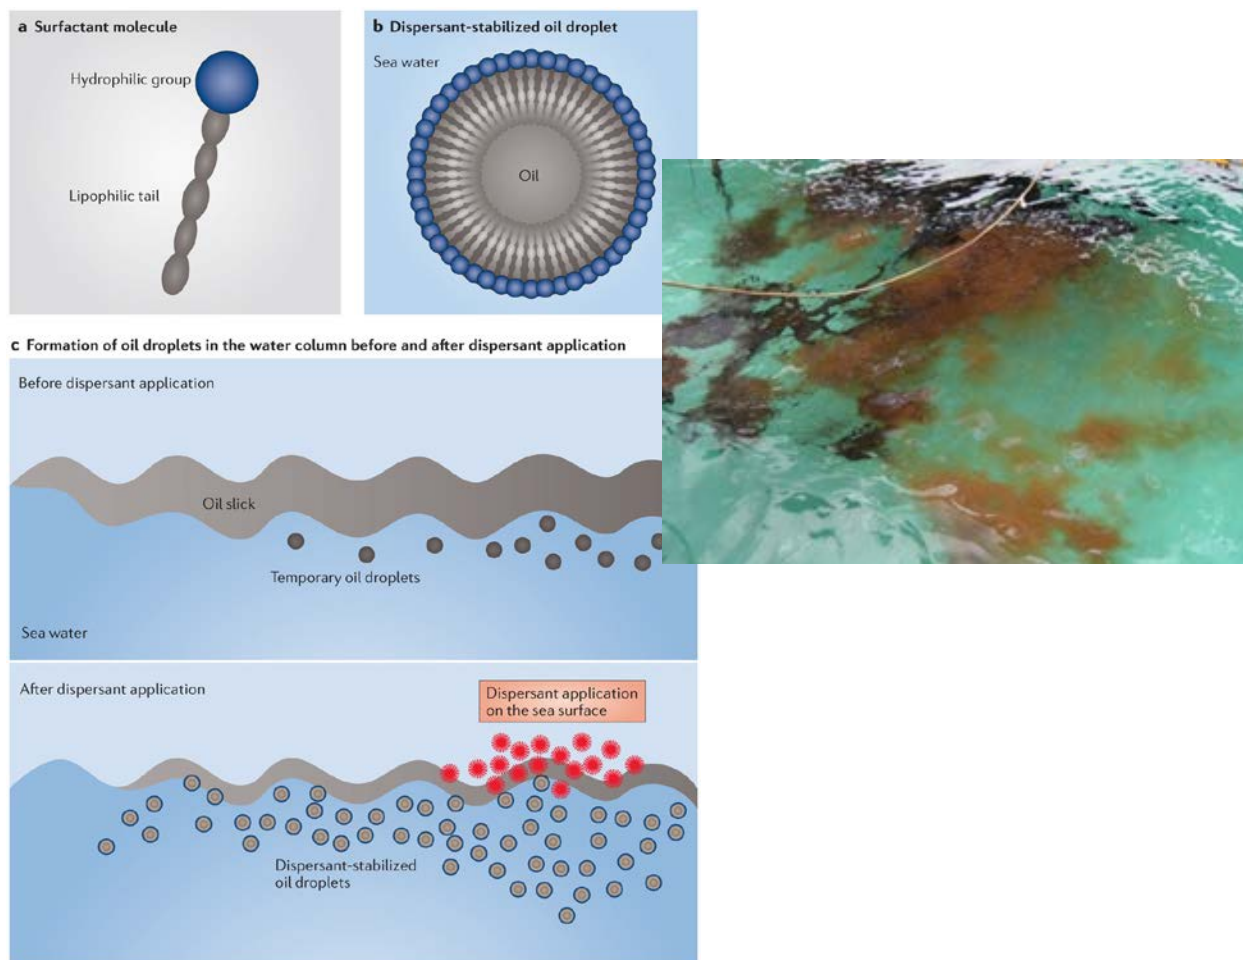 a Surfactant molecule
Hydrophilic group
Lipophilic tail
b Dispersant-stabilized oil droplet
Sea water
Oil
c Formation of oil droplets in the water column before and after dispersant application
Before dispersant application
Oil slick
Temporary oil droplets
Sea water
After dispersant application
Dispersant application
on the sea surface
Dispersant-stabilized
oil droplets